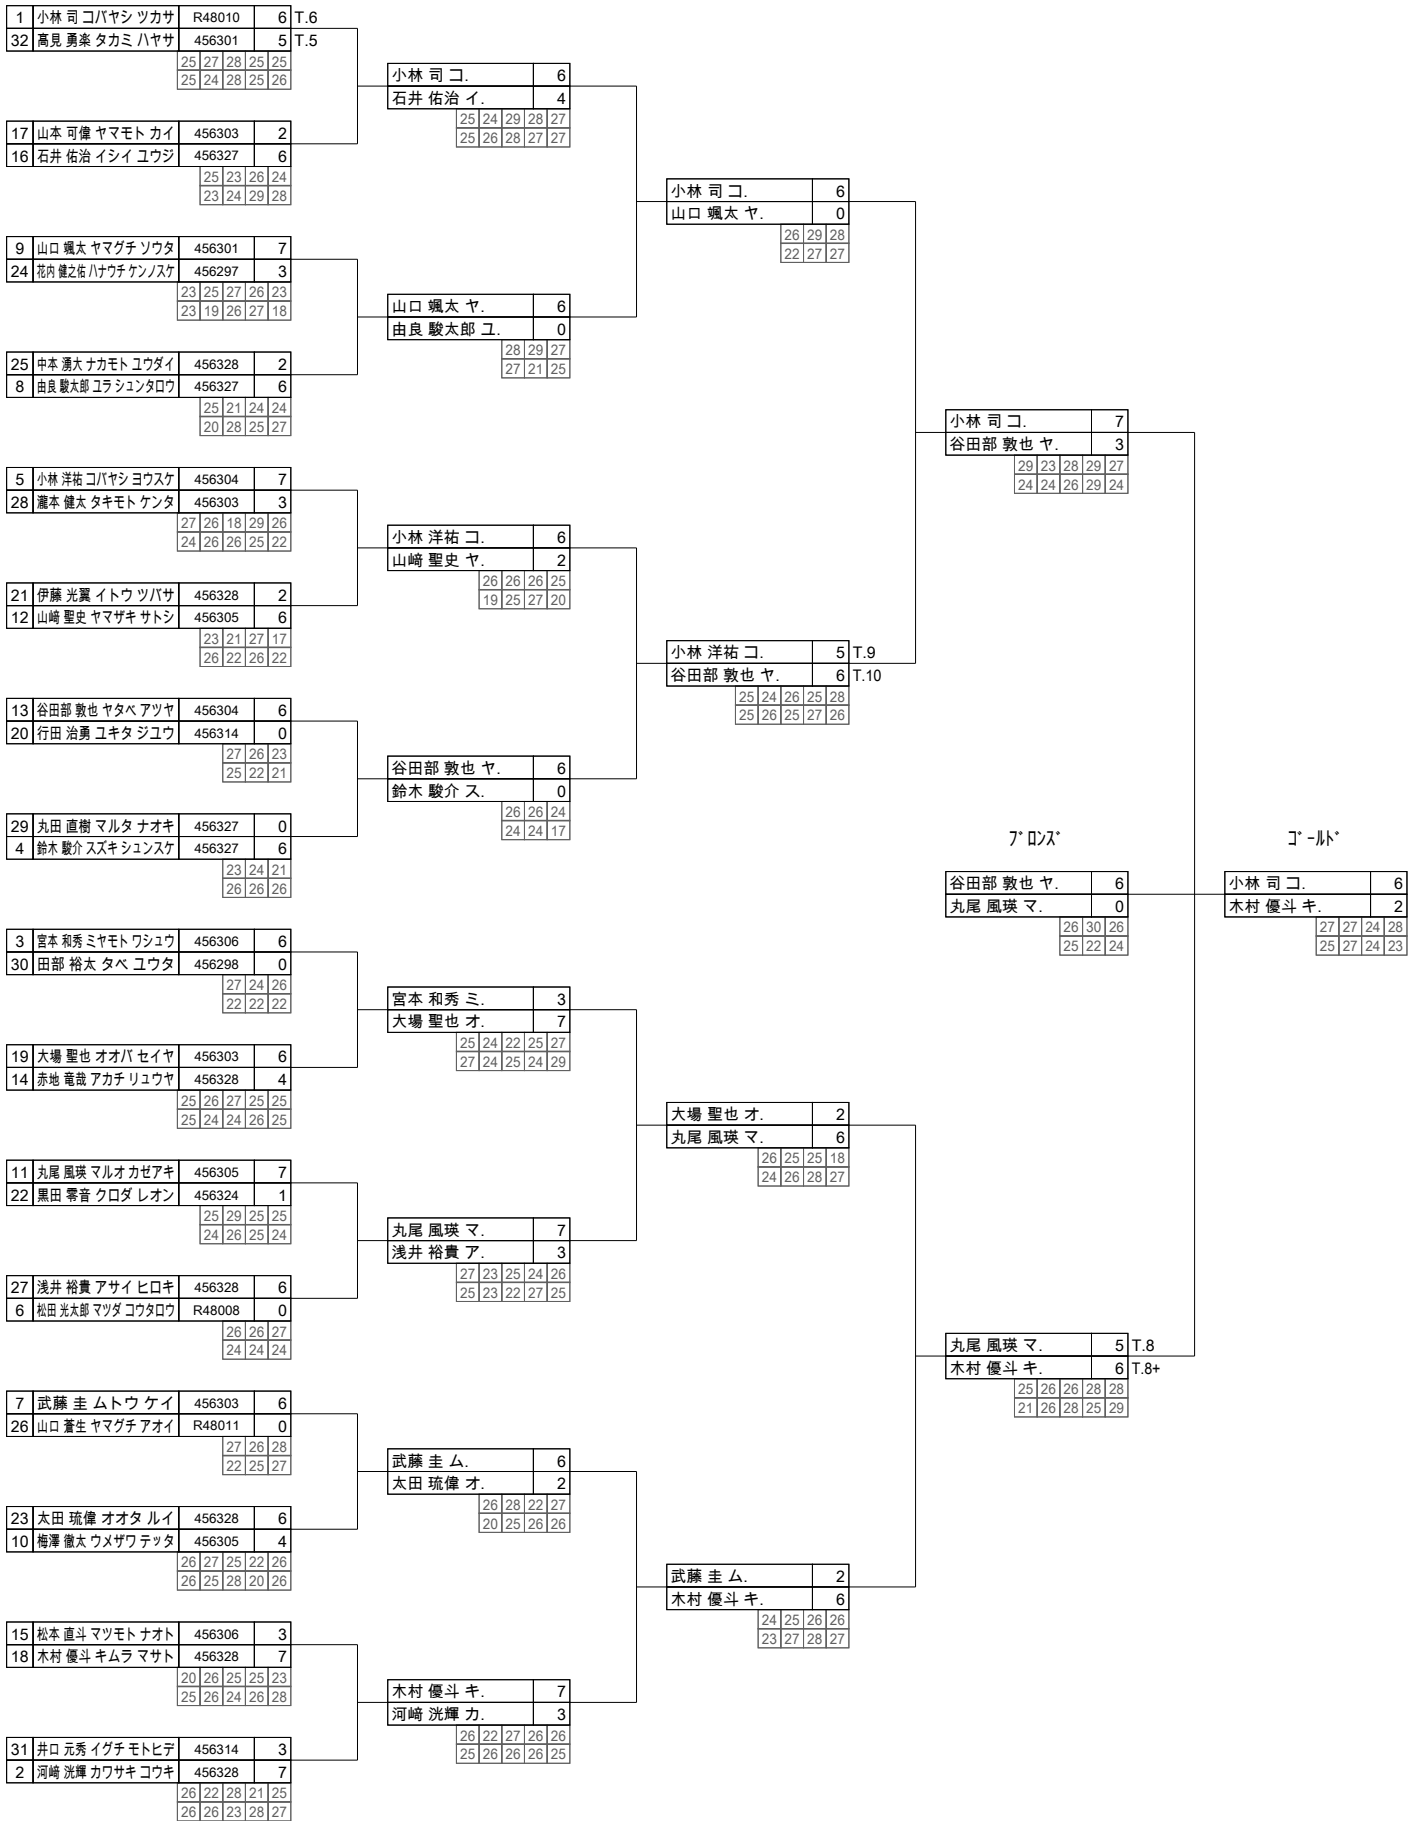 1 小林 司 コバヤシ ツカサ R48010 6 T.6
32 髙見 勇楽 タカミ ハヤサ 456301 5 T.5
25 27 28 25 25
25 24 28 25 26
17 山本 可偉 ヤマモト カイ 456303 2
16 石井 佑治 イシイ ユウジ 456327 6
25 23 26 24
23 24 29 28
9 山口 颯太 ヤマグチ ソウタ 456301 7
24 花内 健之佑 ハナウチ ケンノスケ 456297 3
23 25 27 26 23
23 19 26 27 18
25 中本 湧大 ナカモト ユウダイ 456328 2
8 由良 駿太郎 ユラ シュンタロウ 456327 6
25 21 24 24
20 28 25 27
5 小林 洋祐 コバヤシ ヨウスケ 456304 7
28 瀧本 健太 タキモト ケンタ 456303 3
27 26 18 29 26
24 26 26 25 22
21 伊藤 光翼 イトウ ツバサ 456328 2
12 山﨑 聖史 ヤマザキ サトシ 456305 6
23 21 27 17
26 22 26 22
13 谷田部 敦也 ヤタベ アツヤ 456304 6
20 行田 治勇 ユキタ ジユウ 456314 0
27 26 23
25 22 21
29 丸田 直樹 マルタ ナオキ 456327 0
4 鈴木 駿介 スズキ シュンスケ 456327 6
23 24 21
26 26 26
3 宮本 和秀 ミヤモト ワシュウ 456306 6
30 田部 裕太 タベ ユウタ 456298 0
27 24 26
22 22 22
19 大場 聖也 オオバ セイヤ 456303 6
14 赤地 竜哉 アカチ リュウヤ 456328 4
25 26 27 25 25
25 24 24 26 25
11 丸尾 風瑛 マルオ カゼアキ 456305 7
22 黒田 零音 クロダ レオン 456324 1
25 29 25 25
24 26 25 24
27 浅井 裕貴 アサイ ヒロキ 456328 6
6 松田 光太郎 マツダ コウタロウ R48008 0
26 26 27
24 24 24
7 武藤 圭 ムトウ ケイ 456303 6
26 山口 蒼生 ヤマグチ アオイ R48011 0
27 26 28
22 25 27
23 太田 琉偉 オオタ ルイ 456328 6
10 梅澤 徹太 ウメザワ テッタ 456305 4
26 27 25 22 26
26 25 28 20 26
15 松本 直斗 マツモト ナオト 456306 3
18 木村 優斗 キムラ マサト 456328 7
20 26 25 25 23
25 26 24 26 28
31 井口 元秀 イグチ モトヒデ 456314 3
2 河﨑 洸輝 カワサキ コウキ 456328 7
26 22 28 21 25
26 26 23 28 27
小林 司 コ. 6
石井 佑治 イ. 4
25 24 29 28 27
25 26 28 27 27
山口 颯太 ヤ. 6
由良 駿太郎 ユ. 0
28 29 27
27 21 25
小林 洋祐 コ. 6
山﨑 聖史 ヤ. 2
26 26 26 25
19 25 27 20
谷田部 敦也 ヤ. 6
鈴木 駿介 ス. 0
26 26 24
24 24 17
宮本 和秀 ミ. 3
大場 聖也 オ. 7
25 24 22 25 27
27 24 25 24 29
丸尾 風瑛 マ. 7
浅井 裕貴 ア. 3
27 23 25 24 26
25 23 22 27 25
武藤 圭 ム. 6
太田 琉偉 オ. 2
26 28 22 27
20 25 26 26
木村 優斗 キ. 7
河﨑 洸輝 カ. 3
26 22 27 26 26
25 26 26 26 25
小林 司 コ. 6
山口 颯太 ヤ. 0
26 29 28
22 27 27
小林 洋祐 コ. 5 T.9
谷田部 敦也 ヤ. 6 T.10
25 24 26 25 28
25 26 25 27 26
大場 聖也 オ. 2
丸尾 風瑛 マ. 6
26 25 25 18
24 26 28 27
武藤 圭 ム. 2
木村 優斗 キ. 6
24 25 26 26
23 27 28 27
小林 司 コ. 7
谷田部 敦也 ヤ. 3
29 23 28 29 27
24 24 26 29 24
丸尾 風瑛 マ. 5 T.8
木村 優斗 キ. 6 T.8+
25 26 26 28 28
21 26 28 25 29
ﾌﾞﾛﾝｽﾞ
谷田部 敦也 ヤ. 6
丸尾 風瑛 マ. 0
26 30 26
25 22 24
ｺﾞｰﾙﾄﾞ
小林 司 コ. 6
木村 優斗 キ. 2
27 27 24 28
25 27 24 23